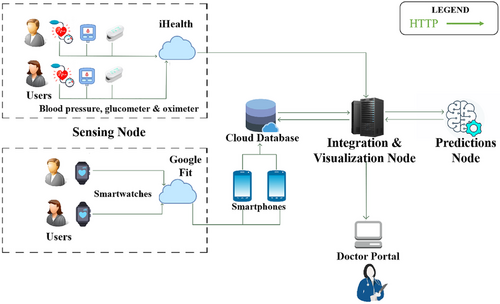 LEGEND
HTTP
iHealth
Users
Blood pressure, glucometer & oximeter
Sensing Node
Cloud Database
Integration &
Visualization Node
Predictions
Node
Google
Fit
Smartwatches
Smartphones
Users
Doctor Portal